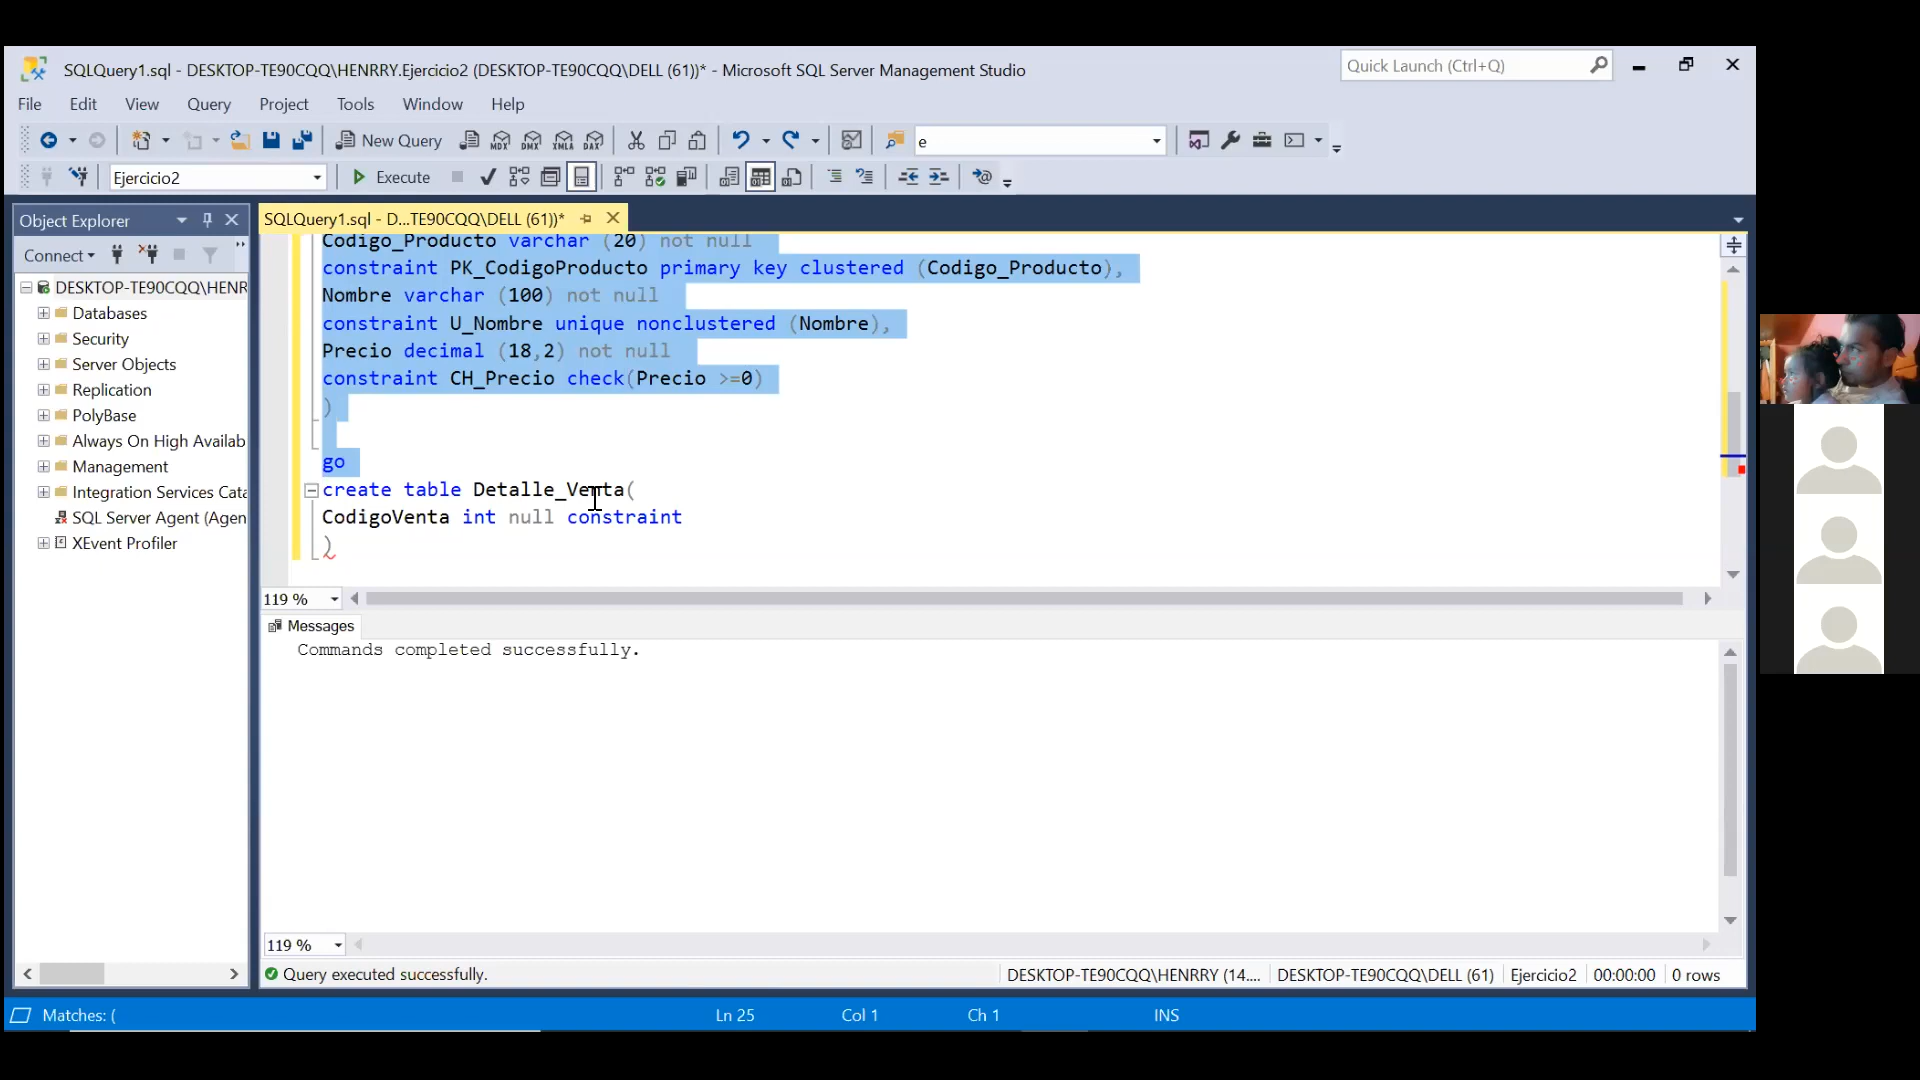 SQLQuery1.sql - DESKTOP-TE90CQQ\HENRRY.Ejercicio2 (DESKTOP-TE90CQQ\DELL (61))* - Microsoft SQL Server Management Studio
Quick Launch (Ctrl+Q)
File Edit View Query Project Tools Window Help
New Query MDX DMX XMLA DAX e
Ejercicio2 Execute
Object Explorer
SQLQuery1.sql - D...TE90CQQ\DELL (61))*
Connect
DESKTOP-TE90CQQ\HENR
Databases
Security
Server Objects
Replication
PolyBase
Always On High Availab
Management
Integration Services Cata
SQL Server Agent (Agen
XEvent Profiler
Codigo_Producto varchar (20) not null
constraint PK_CodigoProducto primary key clustered (Codigo_Producto),
Nombre varchar (100) not null
constraint U_Nombre unique nonclustered (Nombre),
Precio decimal (18,2) not null
constraint CH_Precio check(Precio >=0)
)
go
create table Detalle_Venta(
CodigoVenta int null constraint
)
119 %
Messages
Commands completed successfully.
119 %
Query executed successfully.
DESKTOP-TE90CQQ\HENRRY (14.... DESKTOP-TE90CQQ\DELL (61) Ejercicio2 00:00:00 0 rows
Matches: ( Ln 25 Col 1 Ch 1 INS